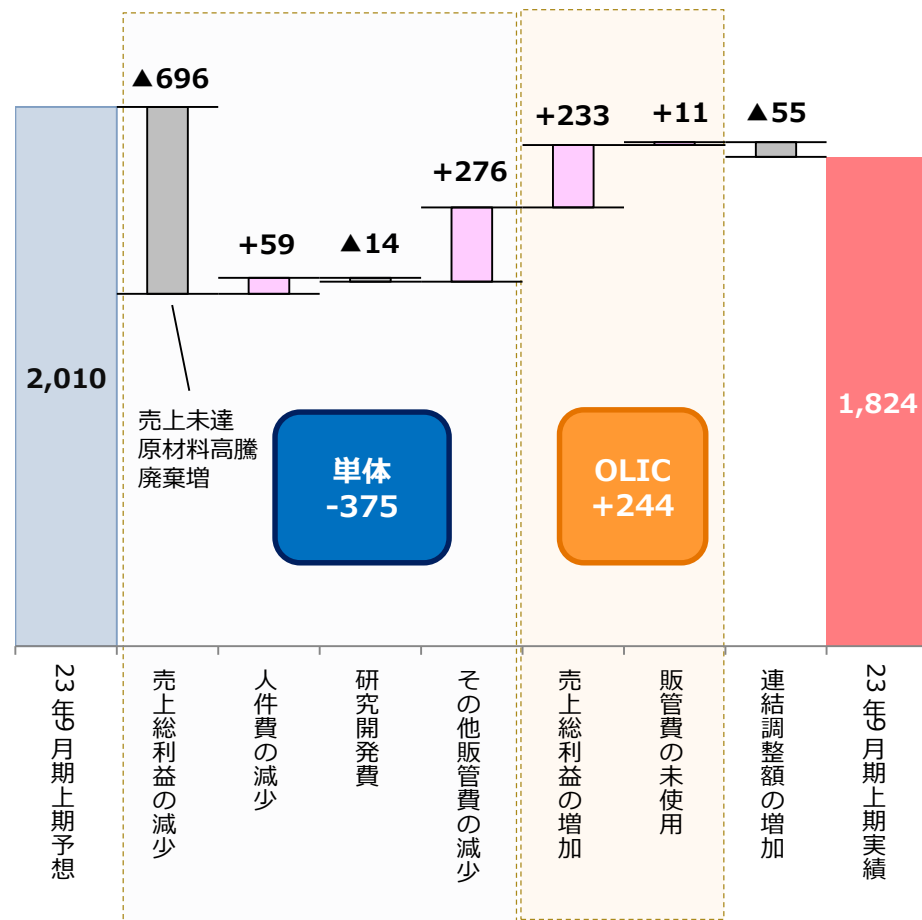 ▲696
+59
▲14
+276
+233
+11
▲55
2,010
1,824
売上未達
原材料高騰
廃棄増
単体
-375
OLIC
+244
23年9月期上期予想
売上総利益の減少
人件費の減少
研究開発費
その他販管費の減少
売上総利益の増加
販管費の未使用
連結調整額の増加
23年9月期上期実績